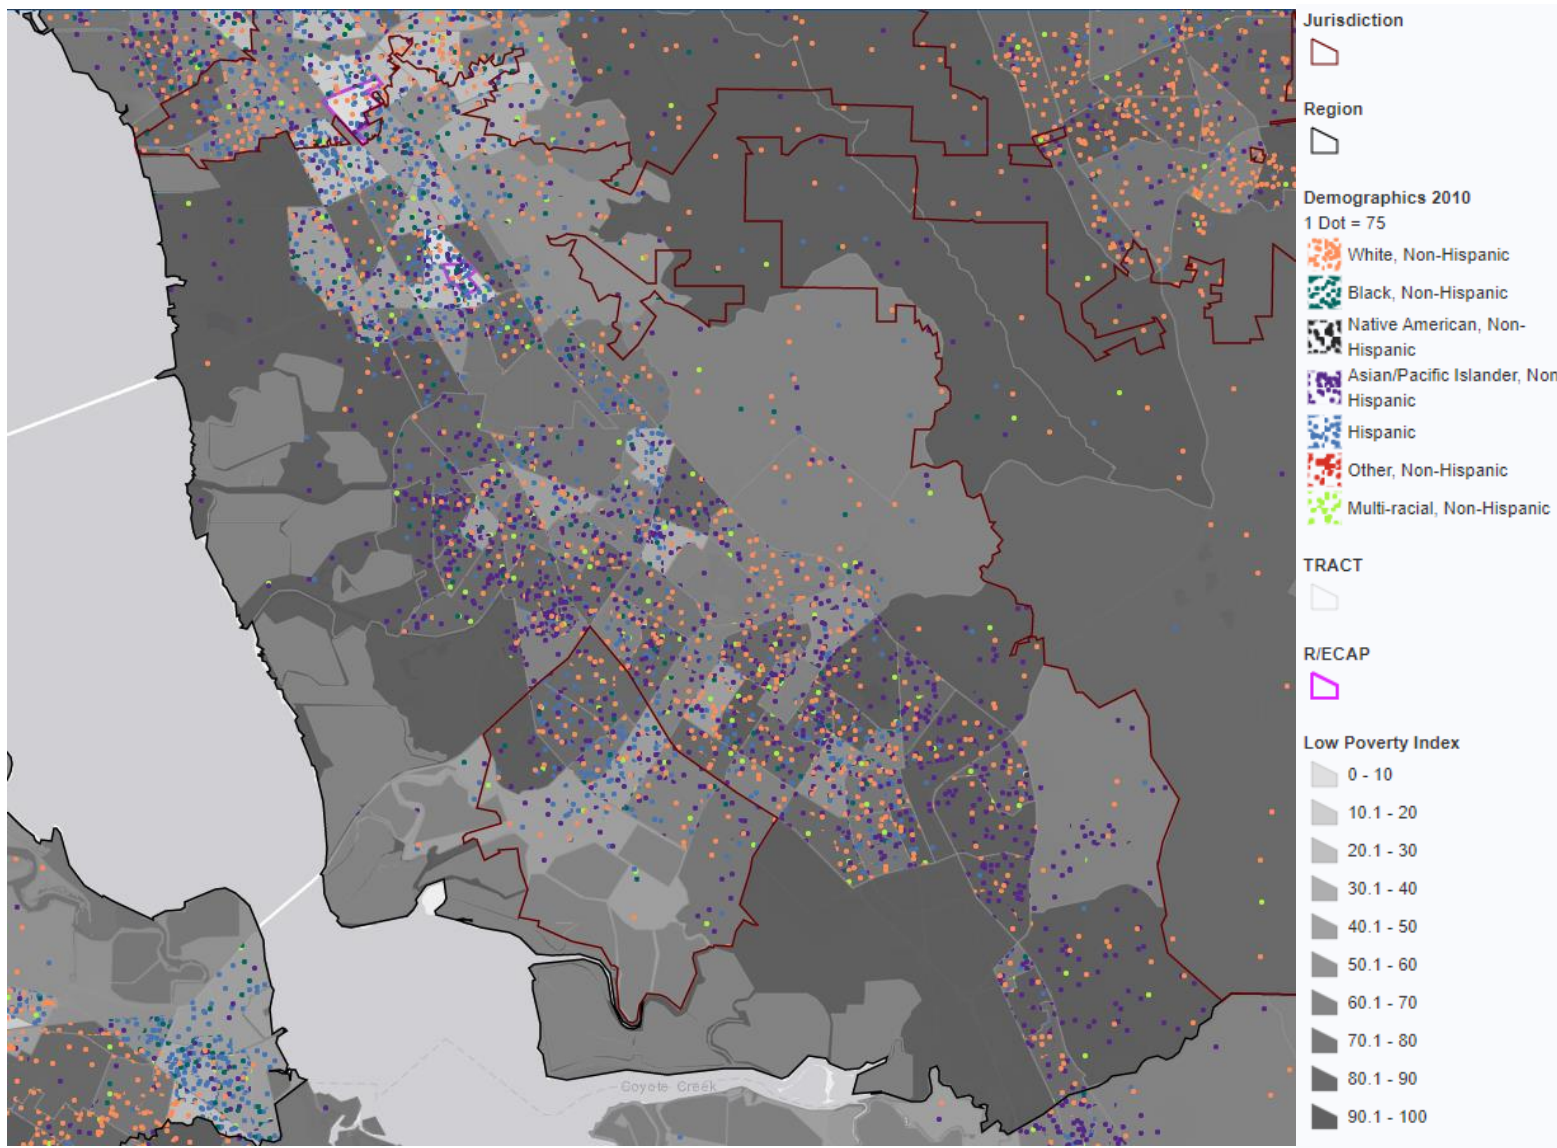 Jurisdiction
Region
Demographics 2010
1 Dot = 75
White, Non-Hispanic
Black, Non-Hispanic
Native American, Non-
Hispanic
Asian/Pacific Islander, Non
Hispanic
Hispanic
Other, Non-Hispanic
Multi-racial, Non-Hispanic
TRACT
R/ECAP
Low Poverty Index
0 - 10
10.1 - 20
20.1 - 30
30.1 - 40
40.1 - 50
50.1 - 60
60.1 - 70
70.1 - 80
80.1 - 90
90.1 - 100
Coyote Creek